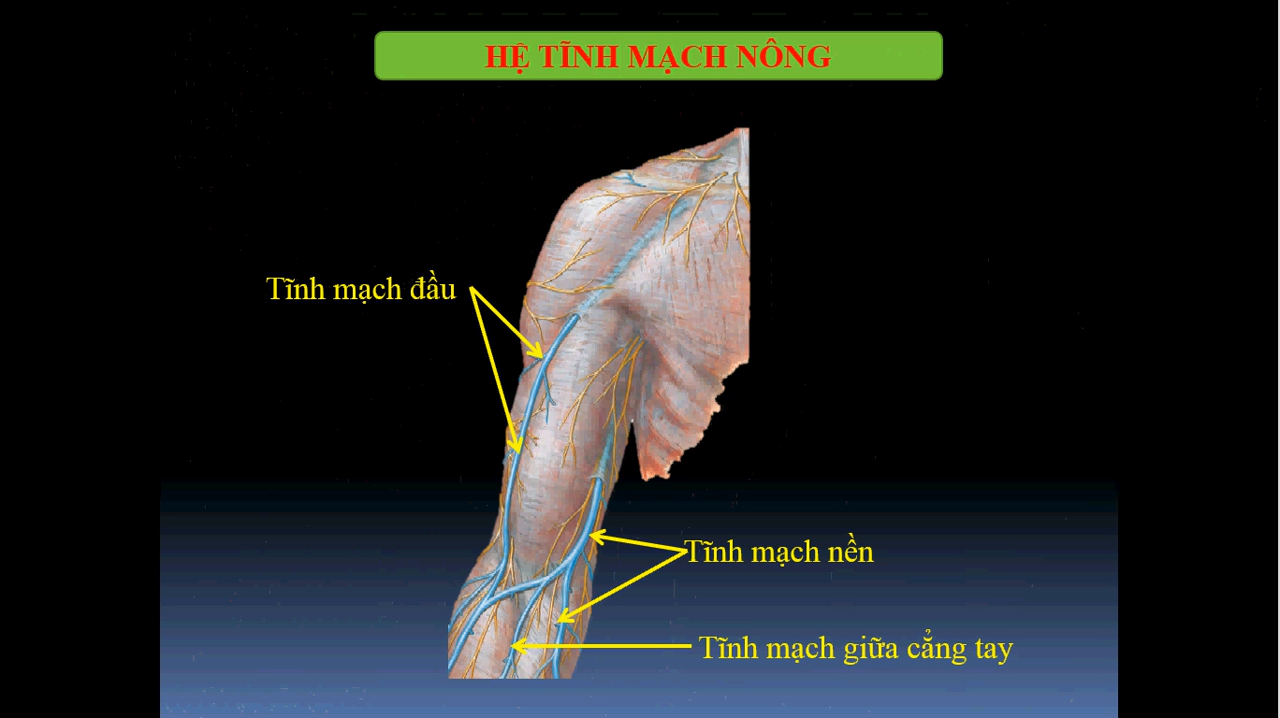 HỆ TĨNH MẠCH NÔNG
Tĩnh mạch đầu
Tĩnh mạch nền
Tĩnh mạch giữa cẳng tay